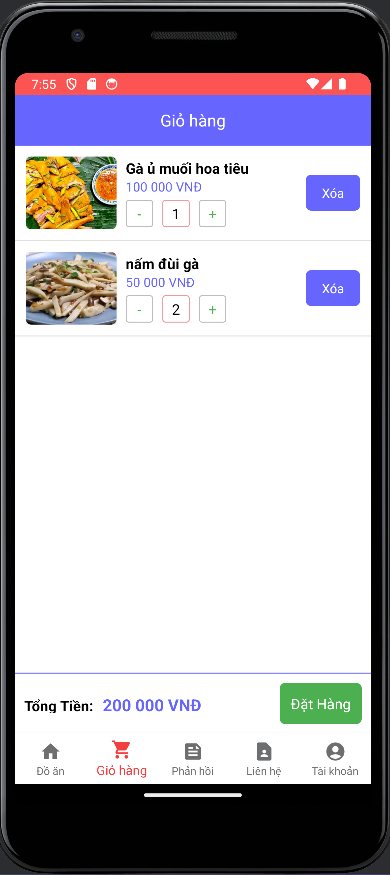 7:55
Giỏ hàng
Gà ủ muối hoa tiêu
100 000 VNĐ
- 1 +
Xóa
nấm đùi gà
50 000 VNĐ
- 2 +
Xóa
Tổng Tiền: 200 000 VNĐ
Đặt Hàng
Đồ ăn
Giỏ hàng
Phản hồi
Liên hệ
Tài khoản